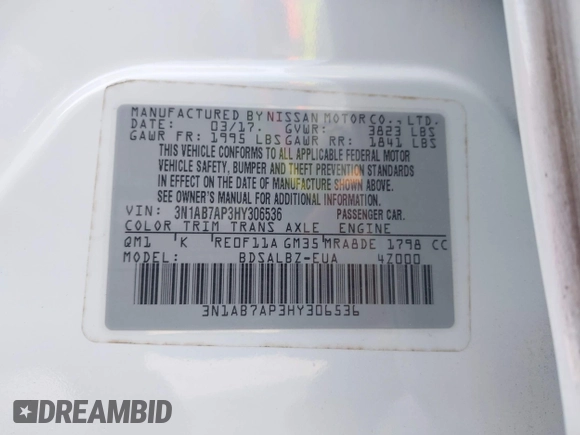 MANUFACTURED BY NISSAN MOTOR CO., LTD.
DATE: 03/17. GVWR: 3823 LBS
GAWR FR: 1995 LBS GAWR RR: 1841 LBS
THIS VEHICLE CONFORMS TO ALL APPLICABLE FEDERAL MOTOR
VEHICLE SAFETY, BUMPER AND THEFT PREVENTION STANDARDS
IN EFFECT ON THE DATE OF MANUFACTURE SHOWN ABOVE.
SEE OWNER'S MANUAL FOR ADDITIONAL INFORMATION.
VIN: 3N1AB7AP3HY306536 PASSENGER CAR.
COLOR TRIM TRANS AXLE ENGINE
QM1 K RE0F11A GM35 MRA8DE 1798 CC
MODEL: BDSALBZ-EUA 4Z000
3N1AB7AP3HY306536
DREAMBID